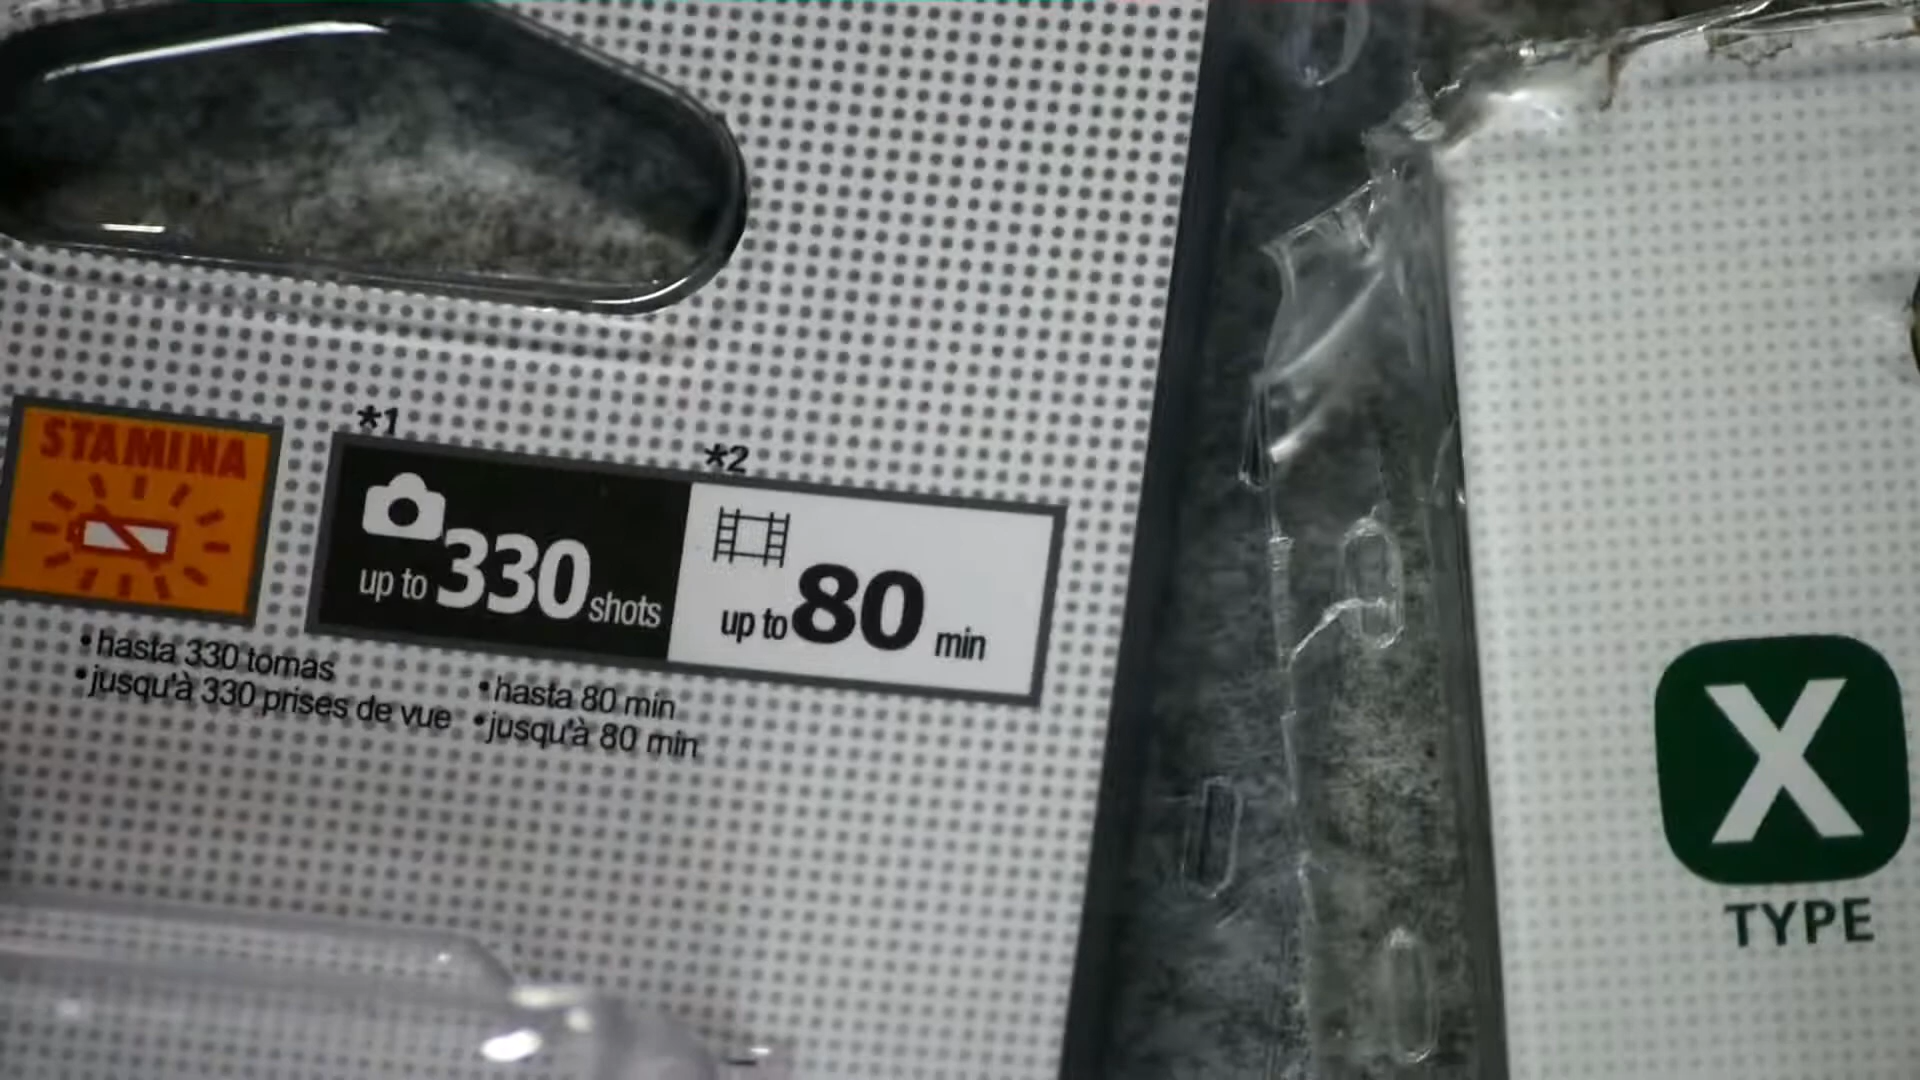 STAMINA
*1
*2
up to 330 shots
up to 80 min
•hasta 330 tomas
•jusqu'à 330 prises de vue
•hasta 80 min
•jusqu'à 80 min
X
TYPE